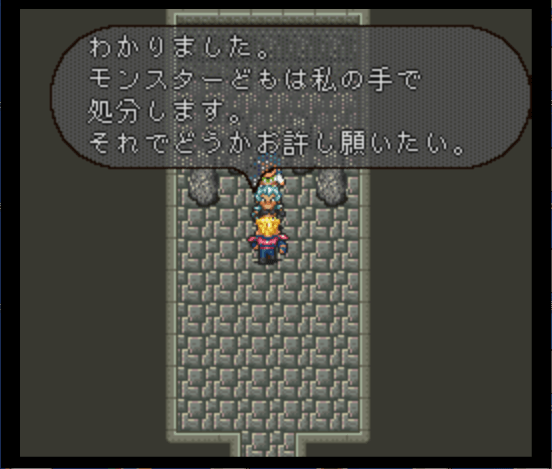 わかりました。
モンスターどもは私の手で
処分します。
それでどうかお許し願いたい。